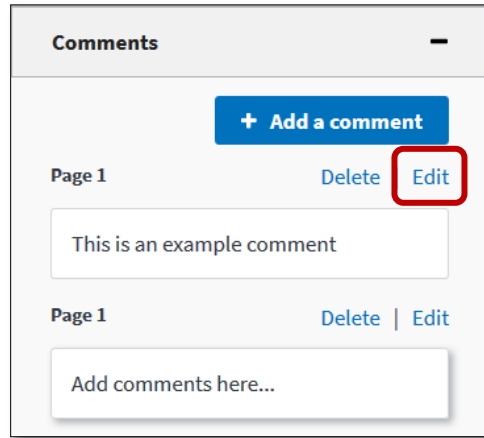 Comments
+ Add a comment
Page 1 Delete Edit
This is an example comment
Page 1 Delete | Edit
Add comments here...